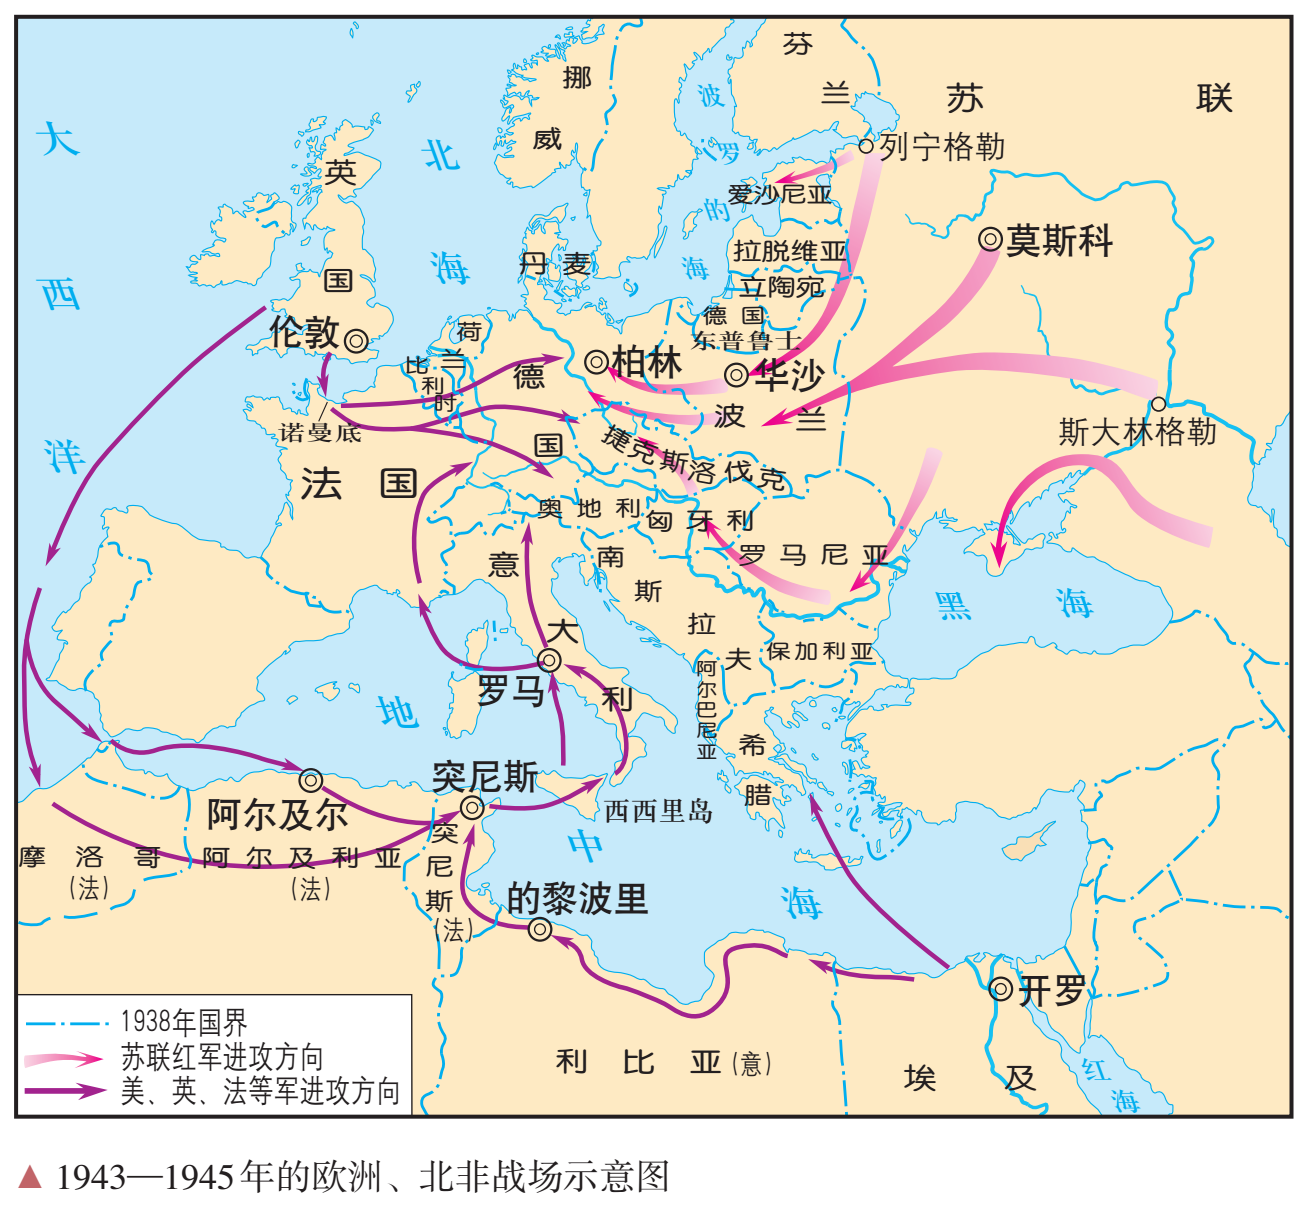 大西洋
北海
波罗的海
地中海
黑海
红海
挪威
芬兰
苏联
英国
伦敦
丹麦
列宁格勒
爱沙尼亚
拉脱维亚
立陶宛
德国
东普鲁士
莫斯科
荷兰
比利时
德国
柏林
华沙
波兰
斯大林格勒
诺曼底
法国
捷克斯洛伐克
奥地利
匈牙利
罗马尼亚
意大利
南斯拉夫
保加利亚
阿尔巴尼亚
希腊
罗马
突尼斯
西西里岛
阿尔及尔
摩洛哥
(法)
阿尔及利亚
(法)
突尼斯
(法)
的黎波里
开罗
利比亚(意)
埃及
1938年国界
苏联红军进攻方向
美、英、法等军进攻方向
▲ 1943—1945年的欧洲、北非战场示意图